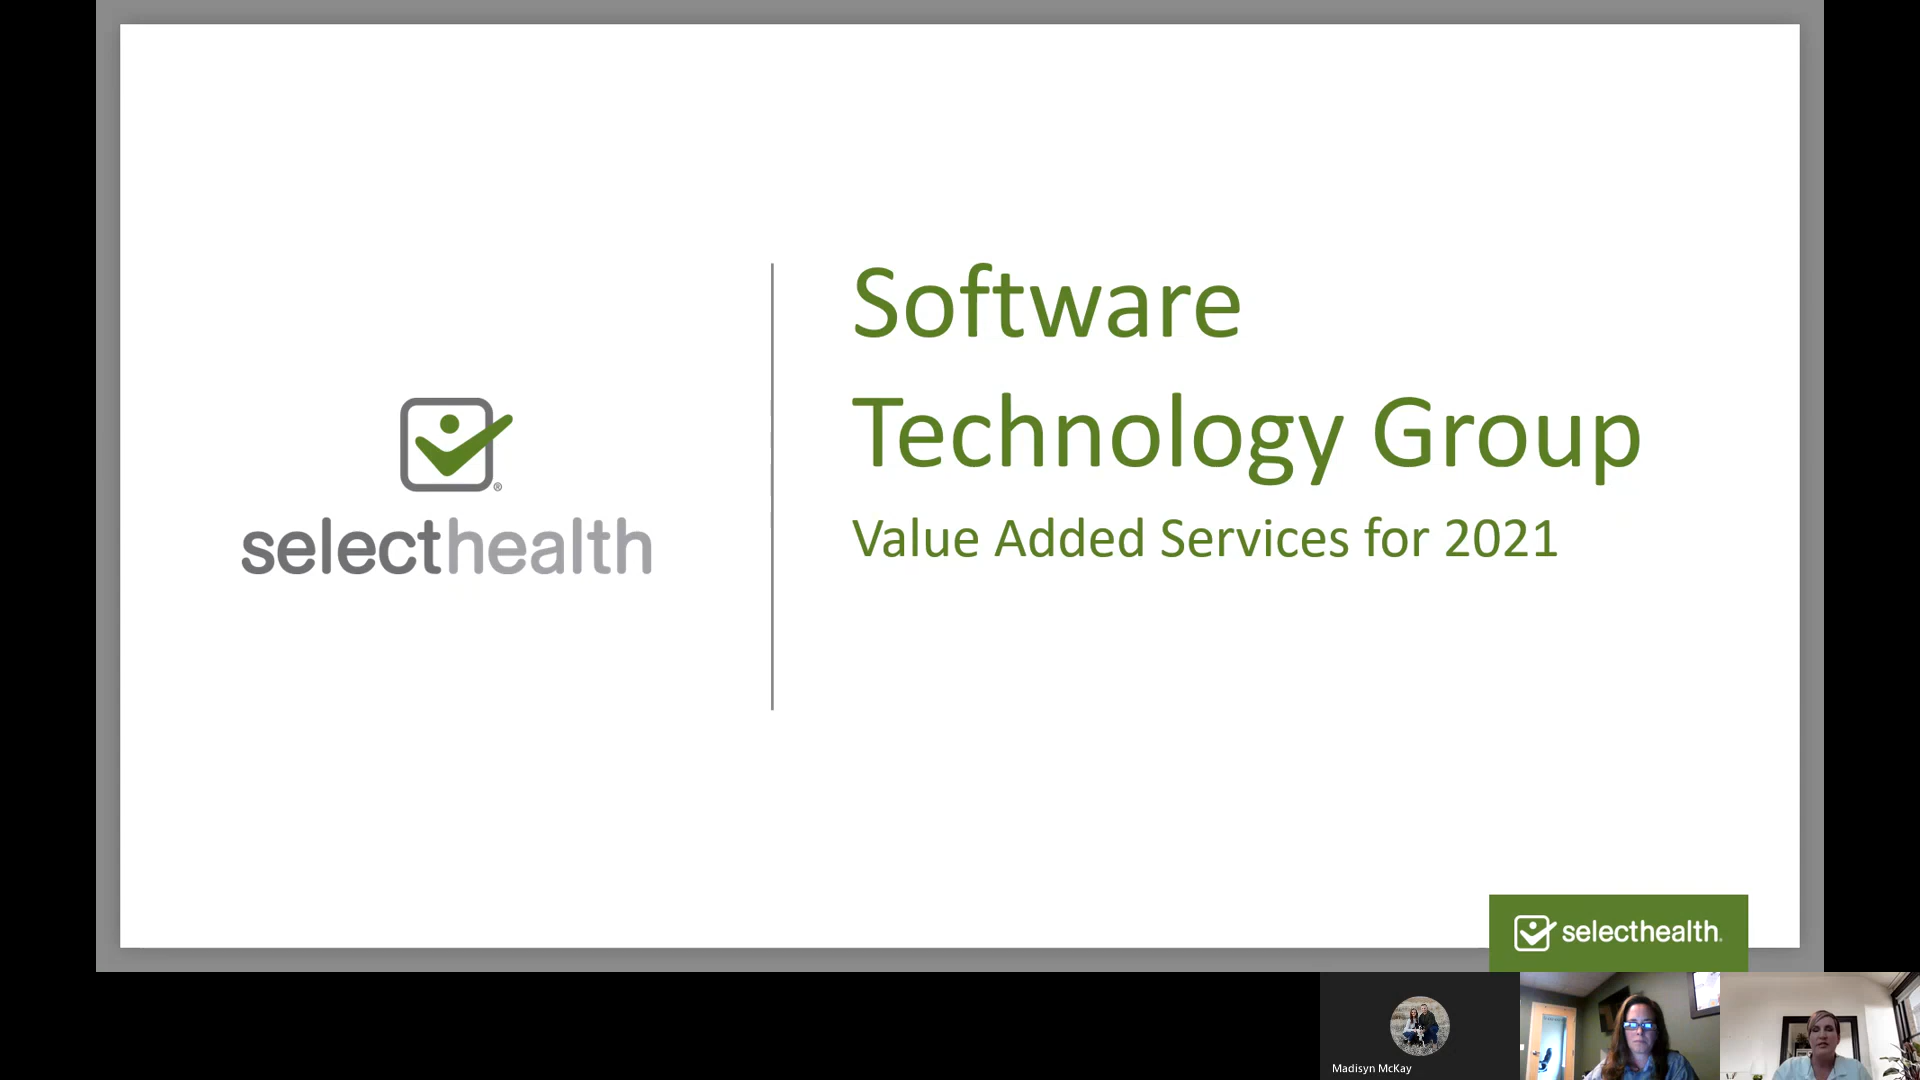 Software
Technology Group
Value Added Services for 2021
selecthealth
®
selecthealth.
Madisyn McKay